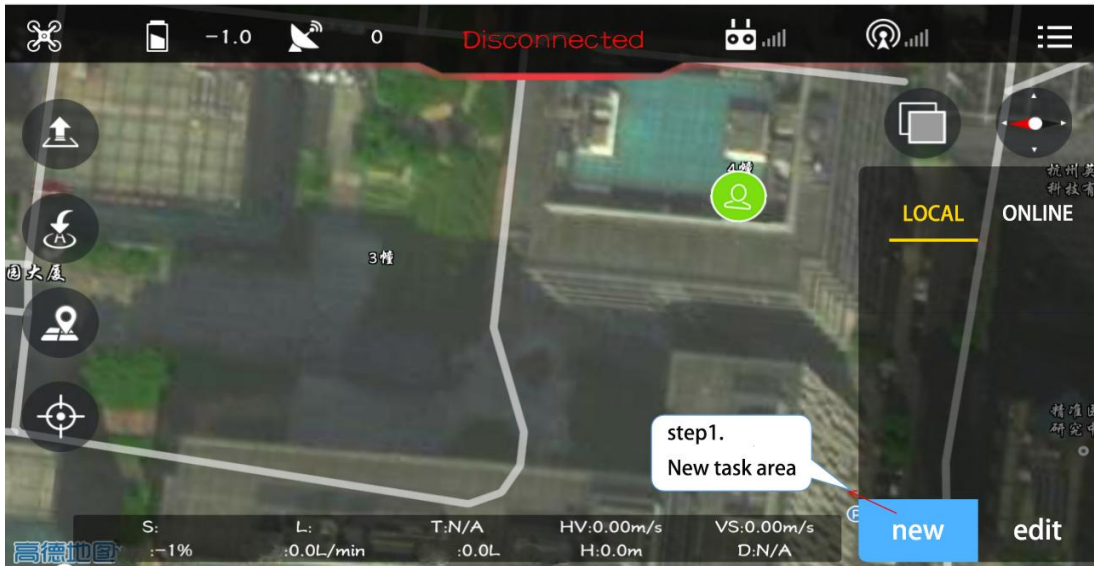 -1.0
0
Disconnected
4幢
杭州英
科技有
LOCAL
ONLINE
3幢
园大厦
精准医
研究中
step1.
New task area
P
new
edit
S:
L:
T:N/A
HV:0.00m/s
VS:0.00m/s
:-1%
:0.0L/min
:0.0L
H:0.0m
D:N/A
高德地图